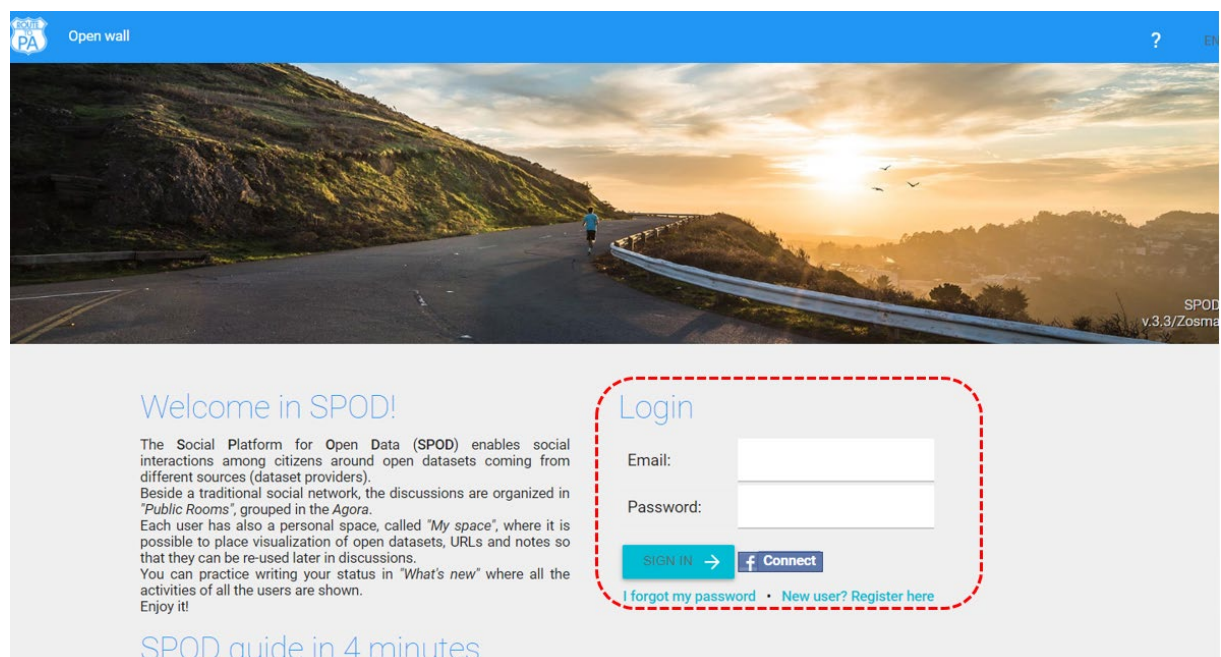 ROUTE
TO
PA
Open wall
?
EN
SPOD
v.3.3/Zosma
Welcome in SPOD!
The Social Platform for Open Data (SPOD) enables social
interactions among citizens around open datasets coming from
different sources (dataset providers).
Beside a traditional social network, the discussions are organized in
"Public Rooms", grouped in the Agora.
Each user has also a personal space, called "My space", where it is
possible to place visualization of open datasets, URLs and notes so
that they can be re-used later in discussions.
You can practice writing your status in "What's new" where all the
activities of all the users are shown.
Enjoy it!
SPOD guide in 4 minutes
Login
Email:
Password:
SIGN IN →
f Connect
I forgot my password • New user? Register here